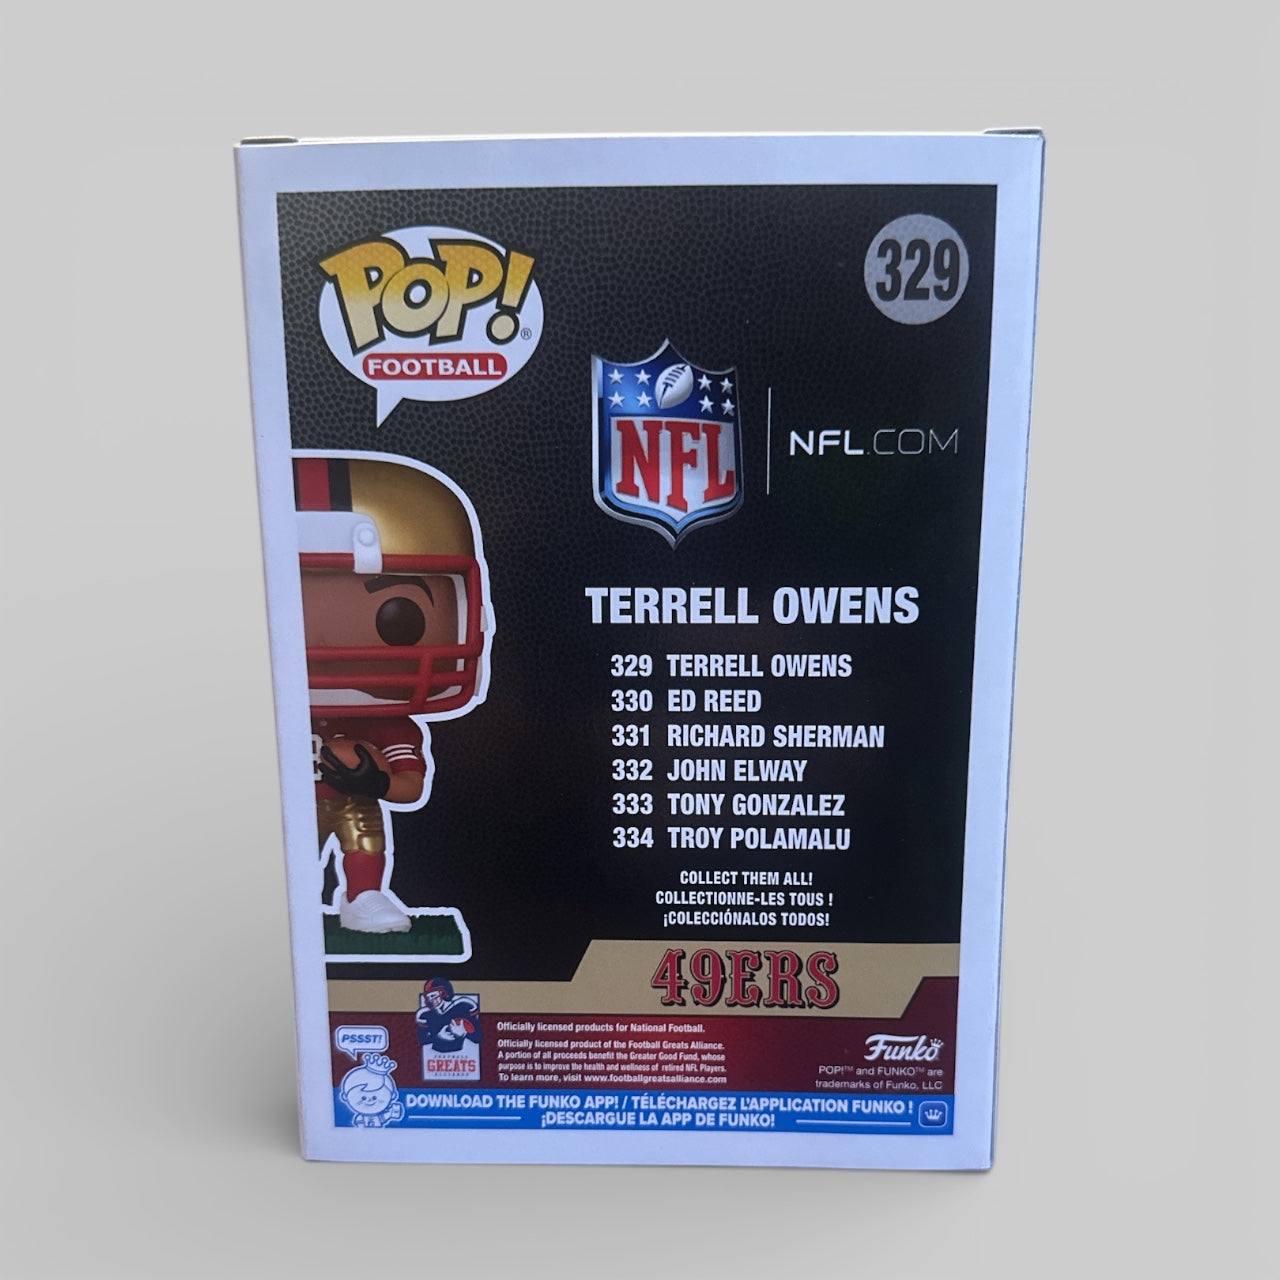 POP!®
FOOTBALL
329
NFL
NFL.COM
TERRELL OWENS
329 TERRELL OWENS
330 ED REED
331 RICHARD SHERMAN
332 JOHN ELWAY
333 TONY GONZALEZ
334 TROY POLAMALU
COLLECT THEM ALL!
COLLECTIONNE-LES TOUS !
¡COLECCIÓNALOS TODOS!
49ERS
FOOTBALL
GREATS
ALLIANCE
Officially licensed products for National Football.
Officially licensed product of the Football Greats Alliance.
A portion of all proceeds benefit the Greater Good Fund, whose
purpose is to improve the health and wellness of retired NFL Players.
To learn more, visit www.footballgreatsalliance.com
Funko
POP!™ and FUNKO™ are
trademarks of Funko, LLC
PSSST!
DOWNLOAD THE FUNKO APP! / TÉLÉCHARGEZ L'APPLICATION FUNKO !
¡DESCARGUE LA APP DE FUNKO!